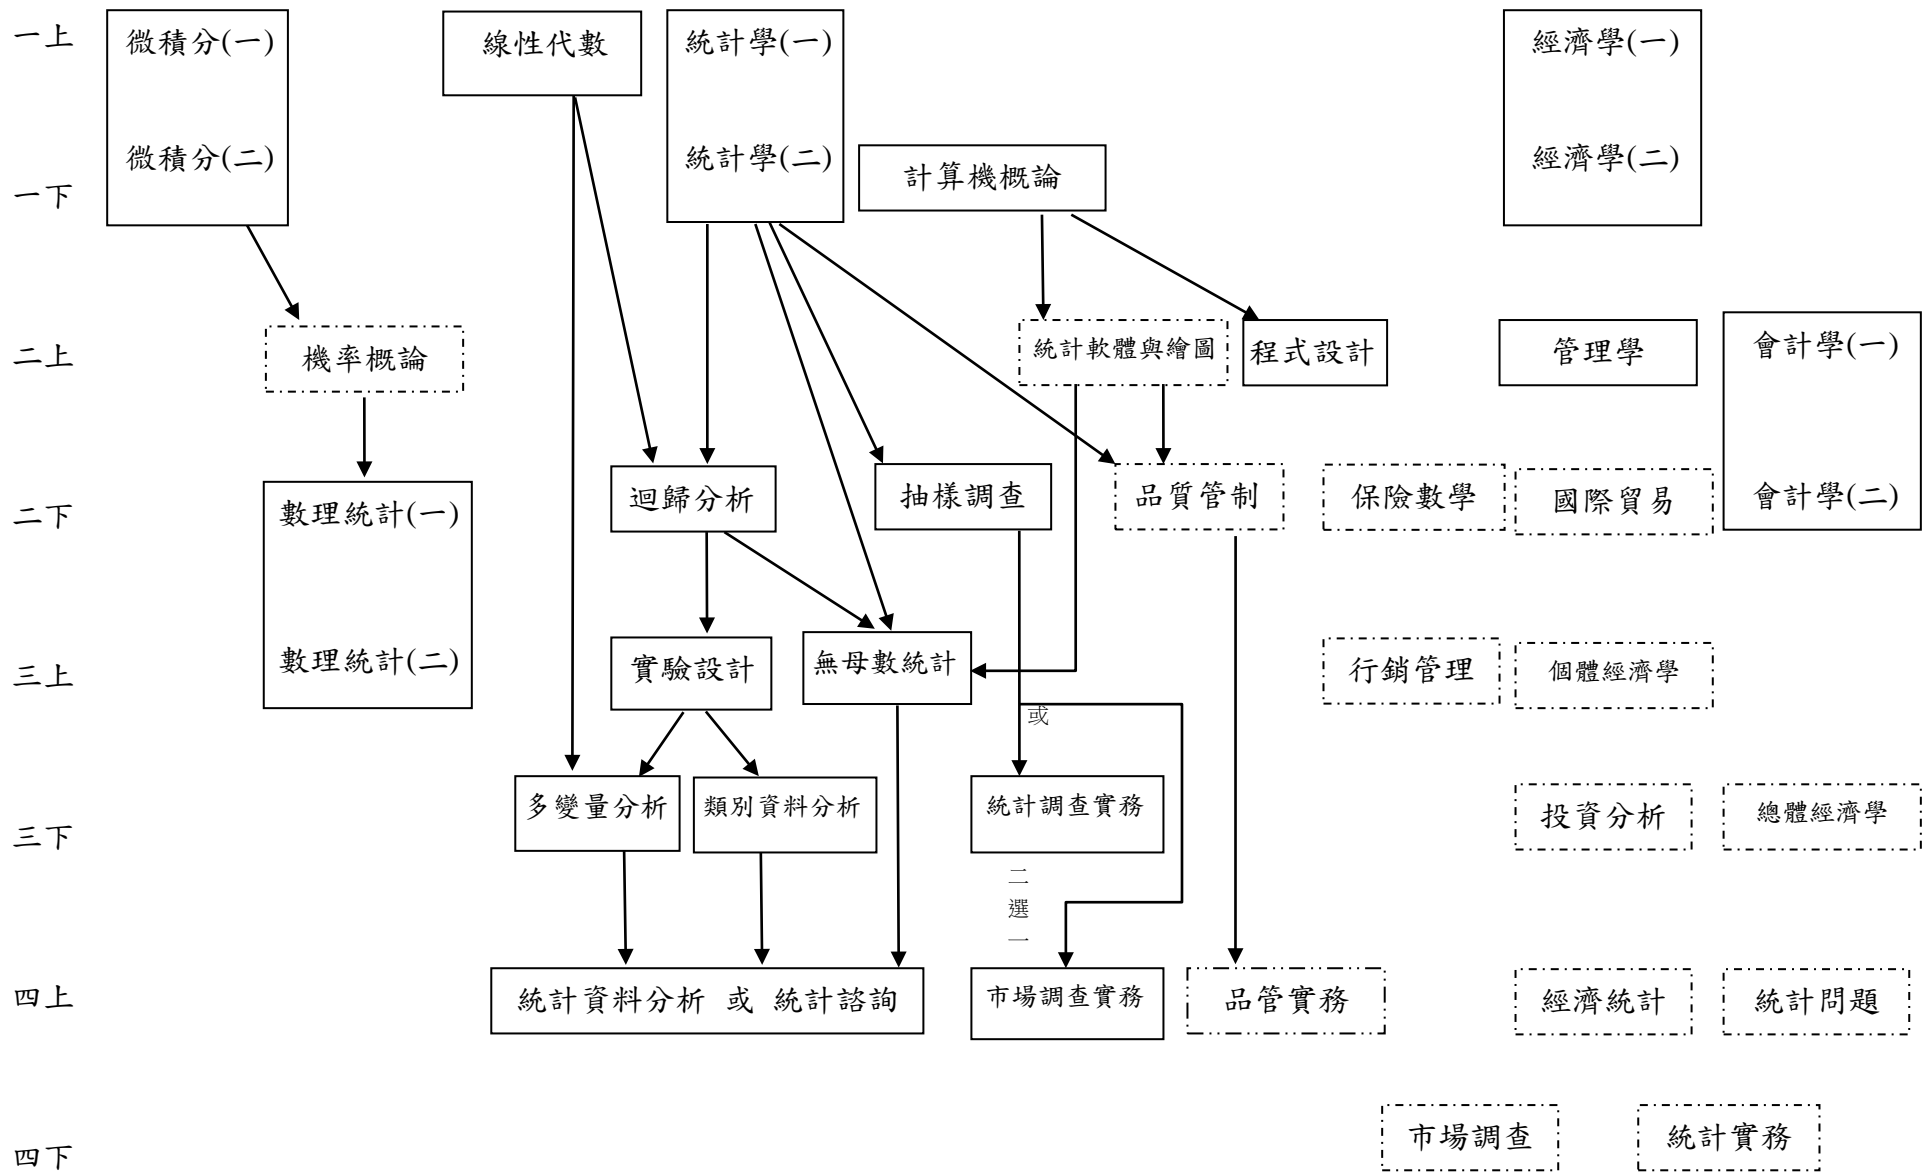 一上
微積分(一)
線性代數
統計學(一)
經濟學(一)
微積分(二)
統計學(二)
計算機概論
經濟學(二)
一下
二上
機率概論
統計軟體與繪圖
程式設計
管理學
會計學(一)
二下
數理統計(一)
迴歸分析
抽樣調查
品質管制
保險數學
國際貿易
會計學(二)
三上
數理統計(二)
實驗設計
無母數統計
行銷管理
個體經濟學
或
三下
多變量分析
類別資料分析
統計調查實務
投資分析
總體經濟學
二
選
一
四上
統計資料分析 或 統計諮詢
市場調查實務
品管實務
經濟統計
統計問題
四下
市場調查
統計實務